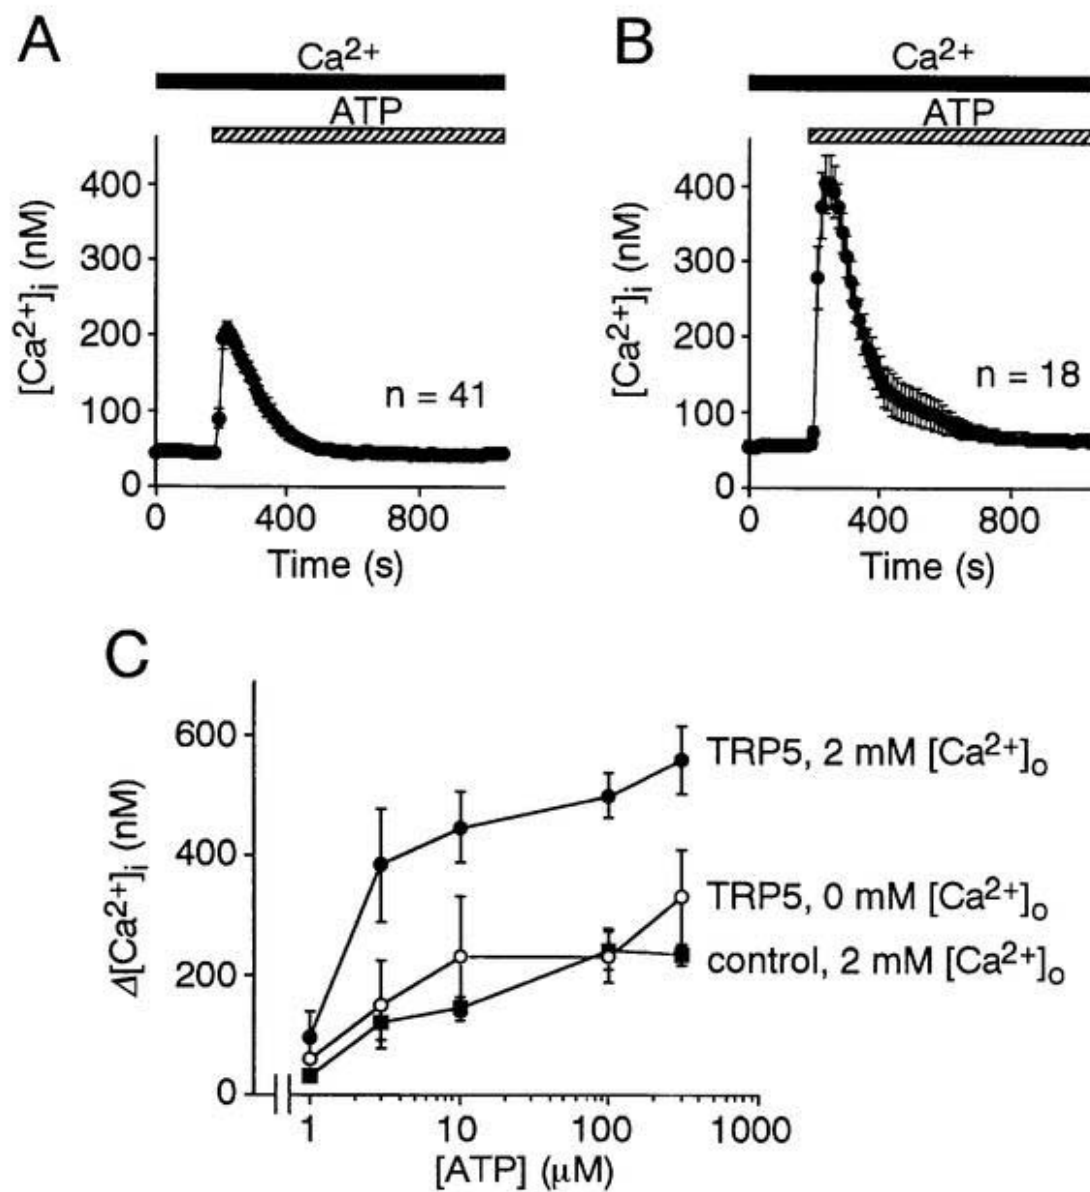 A
Ca2+
ATP
400
300
200
100
0
[Ca2+]i (nM)
n = 41
0 400 800
Time (s)
B
Ca2+
ATP
400
300
200
100
0
[Ca2+]i (nM)
n = 18
0 400 800
Time (s)
C
600
400
200
0
Δ[Ca2+]i (nM)
TRP5, 2 mM [Ca2+]o
TRP5, 0 mM [Ca2+]o
control, 2 mM [Ca2+]o
1 10 100 1000
[ATP] (μM)